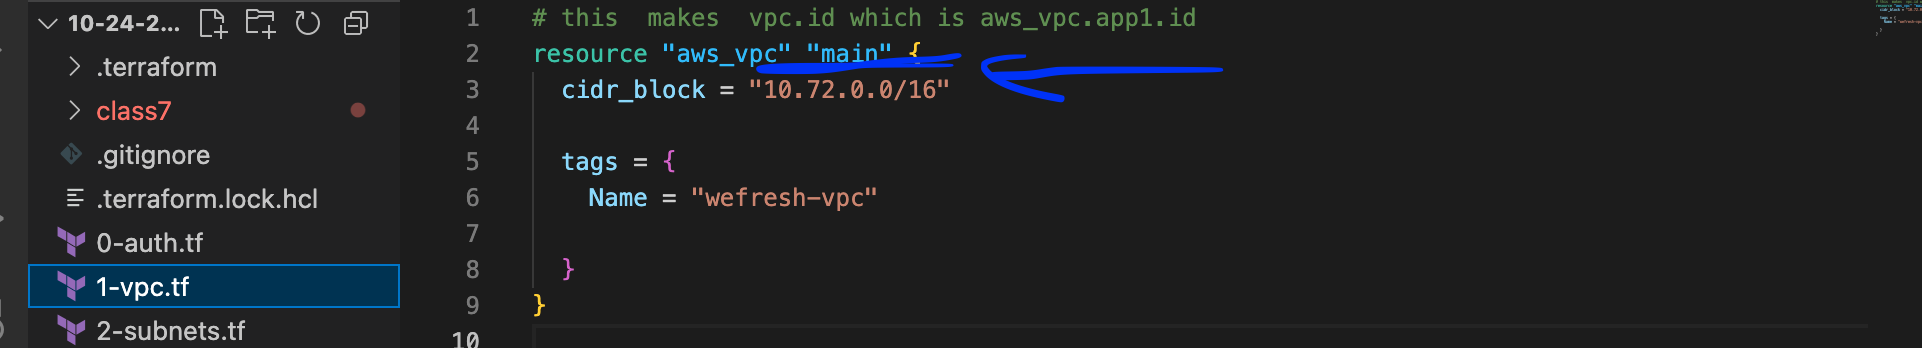 10-24-2...
.terraform
class7
.gitignore
.terraform.lock.hcl
0-auth.tf
1-vpc.tf
2-subnets.tf
1 # this  makes  vpc.id which is aws_vpc.app1.id
2 resource "aws_vpc" "main" {
3   cidr_block = "10.72.0.0/16"
4
5   tags = {
6     Name = "wefresh-vpc"
7
8   }
9 }
10